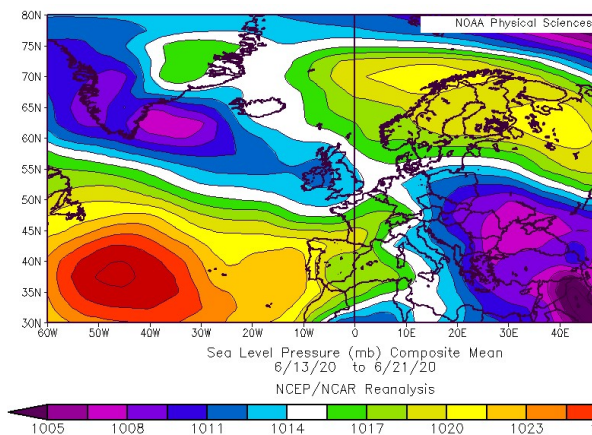 80N
NOAA Physical Sciences
75N
70N
65N
60N
55N
50N
45N
40N
35N
30N
60W 50W 40W 30W 20W 10W 0 10E 20E 30E 40E
Sea Level Pressure (mb) Composite Mean
6/13/20 to 6/21/20
NCEP/NCAR Reanalysis
1005 1008 1011 1014 1017 1020 1023